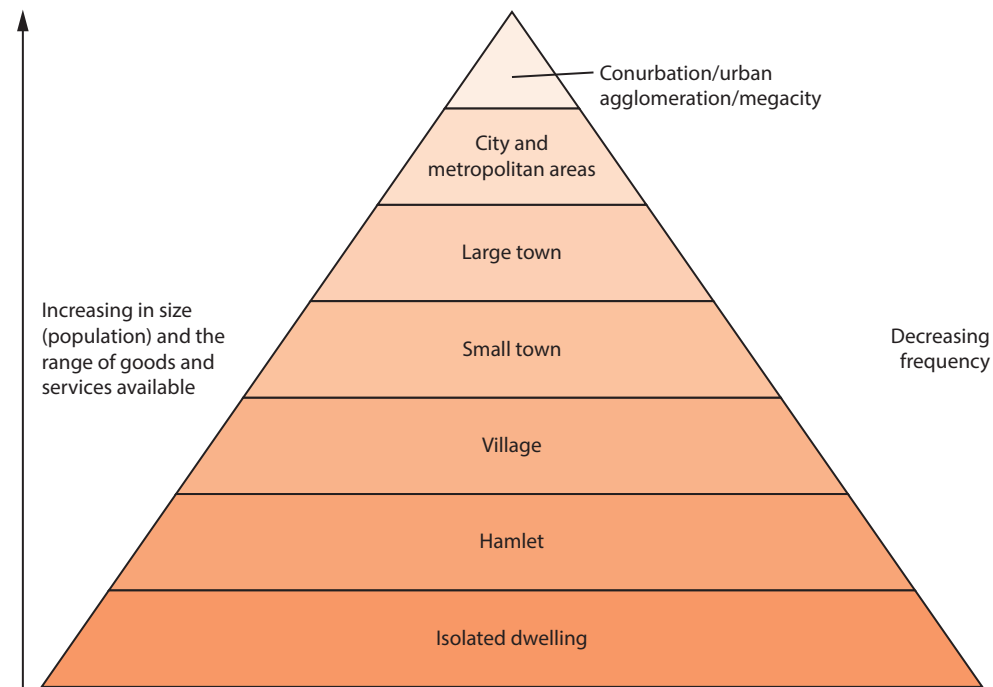 Conurbation/urban
agglomeration/megacity
City and
metropolitan areas
Large town
Increasing in size
(population) and the
range of goods and
services available
Small town
Decreasing
frequency
Village
Hamlet
Isolated dwelling